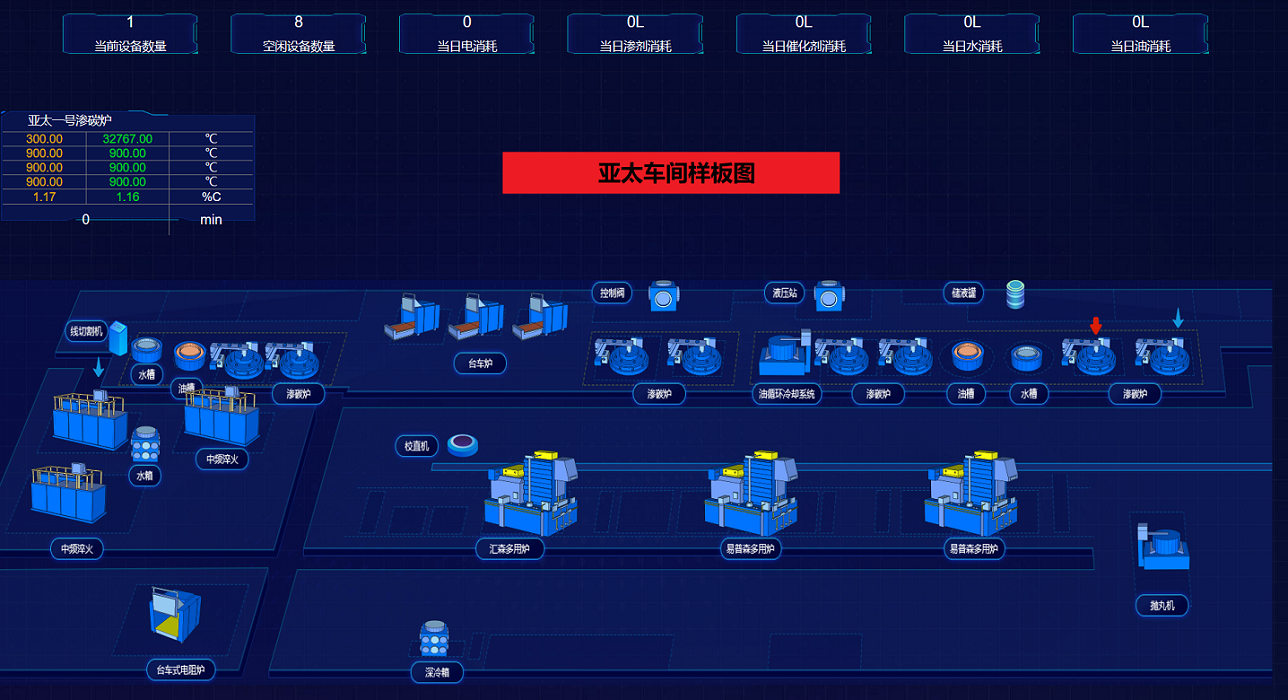 1
当前设备数量
8
空闲设备数量
0
当日电消耗
0L
当日渗剂消耗
0L
当日催化剂消耗
0L
当日水消耗
0L
当日油消耗
亚太一号渗碳炉
300.00 32767.00 ℃
900.00 900.00 ℃
900.00 900.00 ℃
900.00 900.00 ℃
1.17 1.16 %C
0 min
亚太车间样板图
控制阀
液压站
储液罐
线切割机
水槽
油槽
渗碳炉
台车炉
渗碳炉
油循环冷却系统
渗碳炉
油槽
水槽
渗碳炉
校直机
中频淬火
水箱
中频淬火
汇森多用炉
易普森多用炉
易普森多用炉
抛丸机
台车式电阻炉
深冷箱